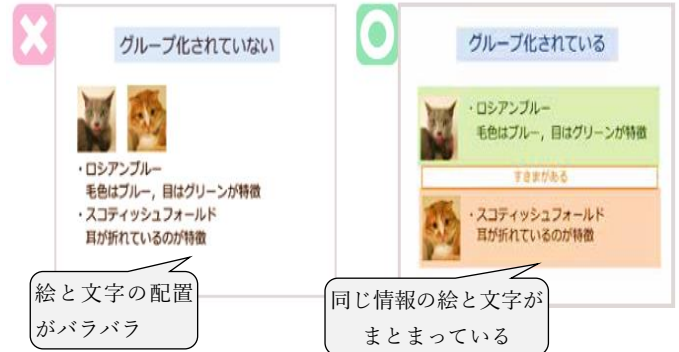 グループ化されていない
・ロシアンブルー
毛色はブルー，目はグリーンが特徴
・スコティッシュフォールド
耳が折れているのが特徴
絵と文字の配置
がバラバラ
グループ化されている
・ロシアンブルー
毛色はブルー，目はグリーンが特徴
すきまがある
・スコティッシュフォールド
耳が折れているのが特徴
同じ情報の絵と文字が
まとまっている